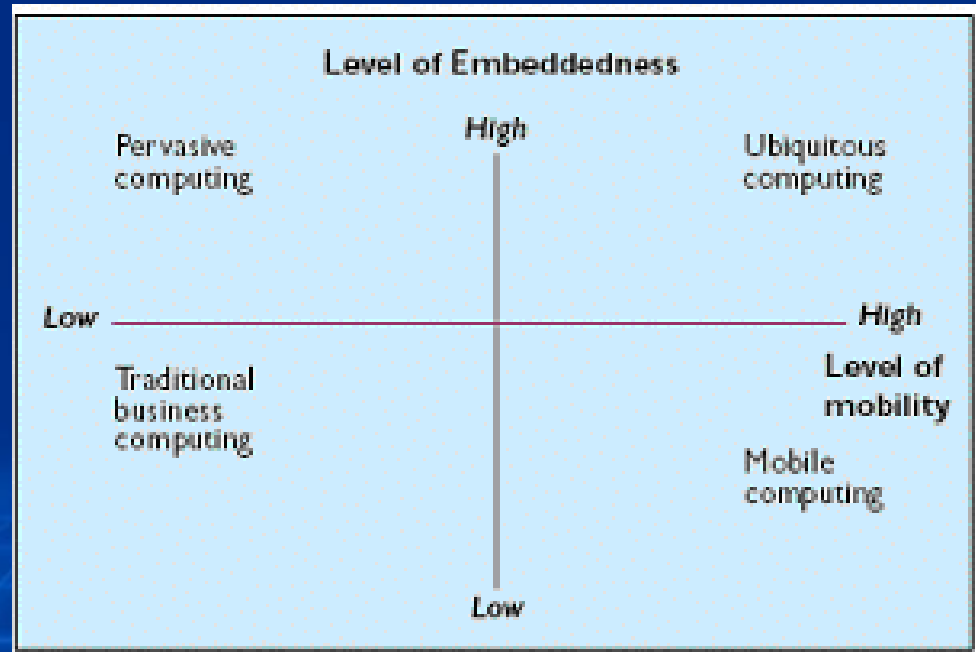 Level of Embeddedness
High
Pervasive
computing
Ubiquitous
computing
Low
High
Level of
mobility
Traditional
business
computing
Mobile
computing
Low